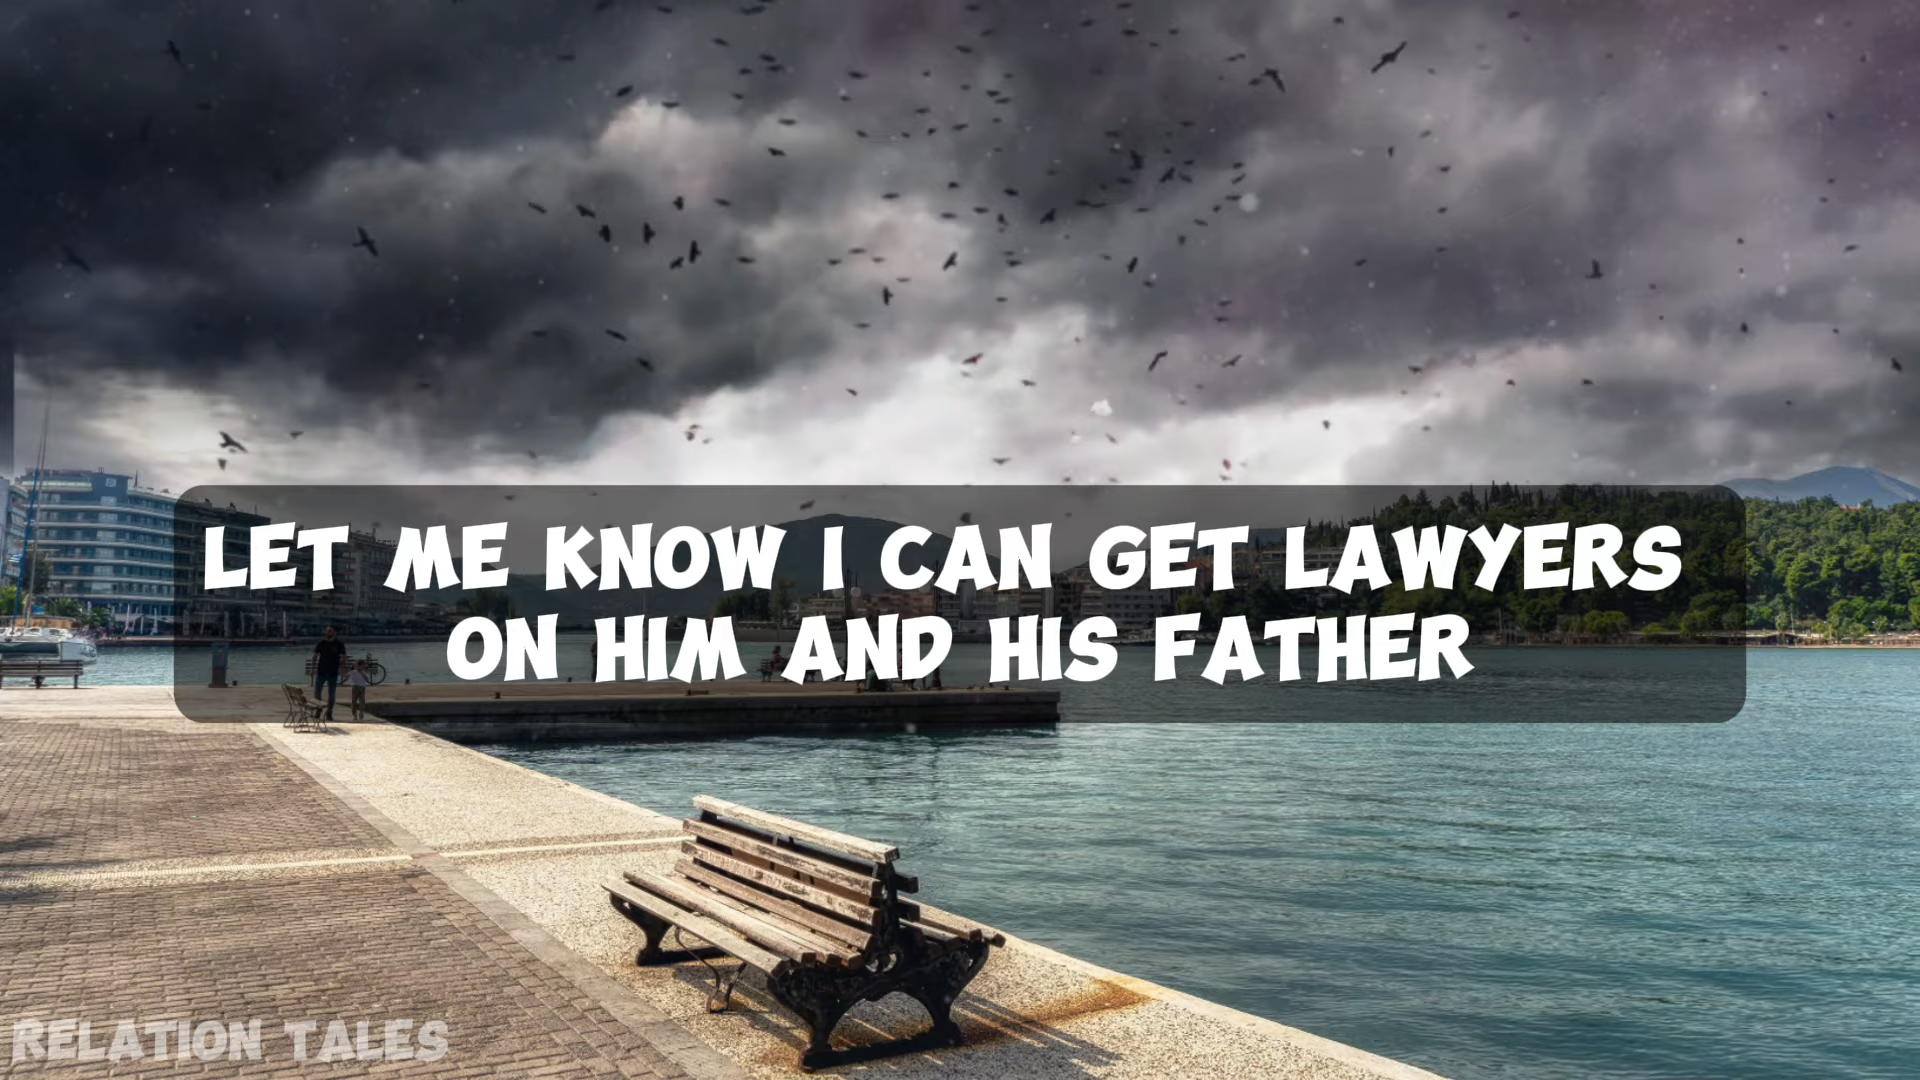 LET ME KNOW I CAN GET LAWYERS
ON HIM AND HIS FATHER
RELATION TALES